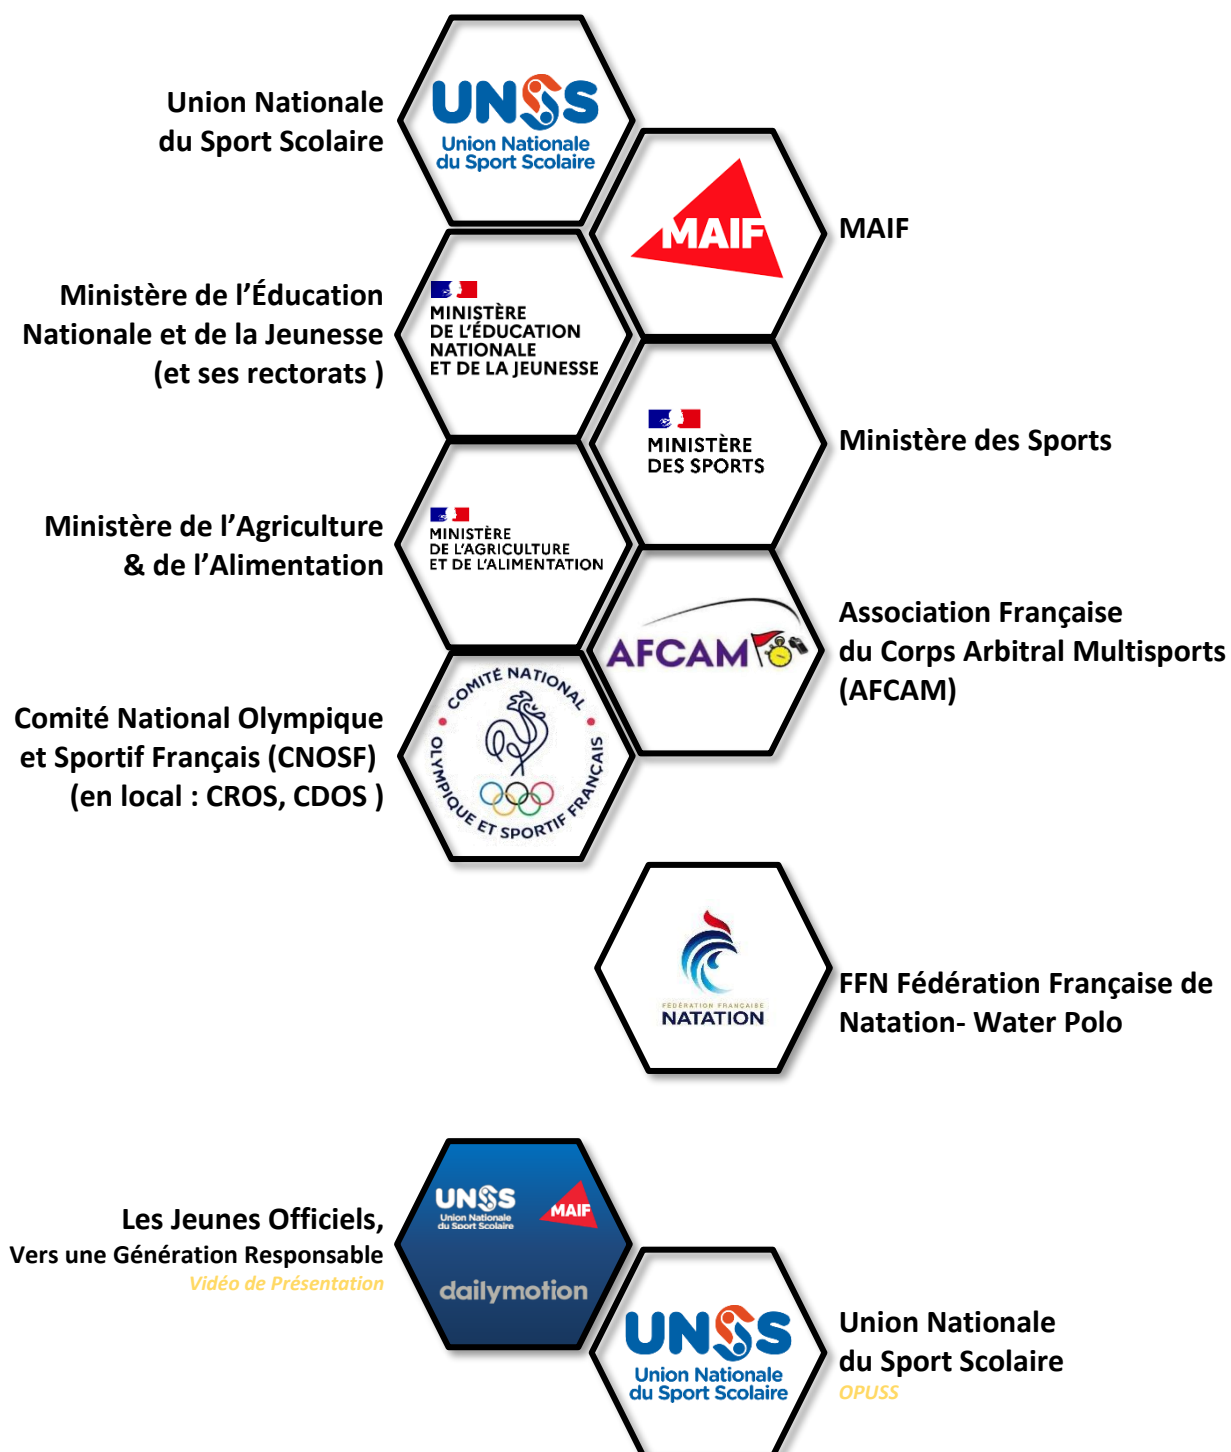 Union Nationale
du Sport Scolaire
UNSS
Union Nationale
du Sport Scolaire
MAIF
MAIF
Ministère de l’Éducation
Nationale et de la Jeunesse
(et ses rectorats )
MINISTÈRE
DE L’ÉDUCATION
NATIONALE
ET DE LA JEUNESSE
MINISTÈRE
DES SPORTS
Ministère des Sports
Ministère de l’Agriculture
& de l’Alimentation
MINISTÈRE
DE L’AGRICULTURE
ET DE L’ALIMENTATION
AFCAM
Association Française
du Corps Arbitral Multisports
(AFCAM)
Comité National Olympique
et Sportif Français (CNOSF)
(en local : CROS, CDOS )
COMITÉ NATIONAL
OLYMPIQUE ET SPORTIF FRANÇAIS
FÉDÉRATION FRANÇAISE
NATATION
FFN Fédération Française de
Natation- Water Polo
Les Jeunes Officiels,
Vers une Génération Responsable
Vidéo de Présentation
UNSS
Union Nationale
du Sport Scolaire
MAIF
dailymotion
UNSS
Union Nationale
du Sport Scolaire
Union Nationale
du Sport Scolaire
OPUSS